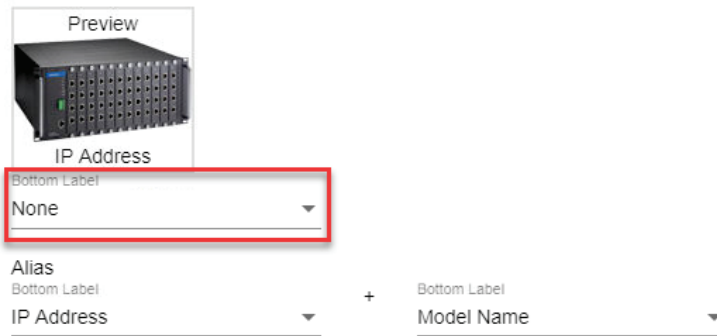 Preview
IP Address
Bottom Label
None
Alias
Bottom Label
IP Address
+
Bottom Label
Model Name